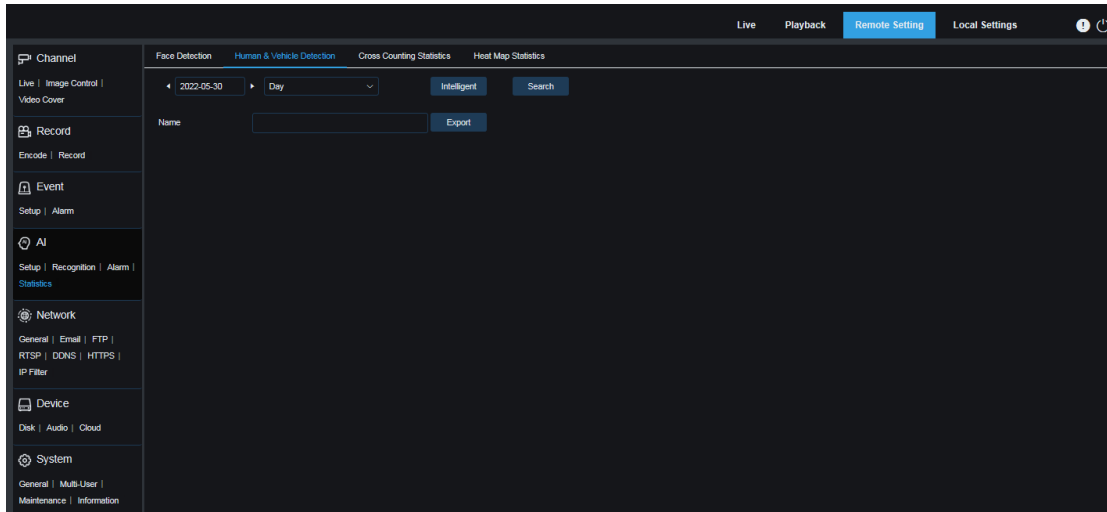 Live Playback Remote Setting Local Settings
Channel
Live | Image Control |
Video Cover
Record
Encode | Record
Event
Setup | Alarm
AI
Setup | Recognition | Alarm |
Statistics
Network
General | Email | FTP |
RTSP | DDNS | HTTPS |
IP Filter
Device
Disk | Audio | Cloud
System
General | Multi-User |
Maintenance | Information
Face Detection Human & Vehicle Detection Cross Counting Statistics Heat Map Statistics
2022-05-30 Day Intelligent Search
Name Export